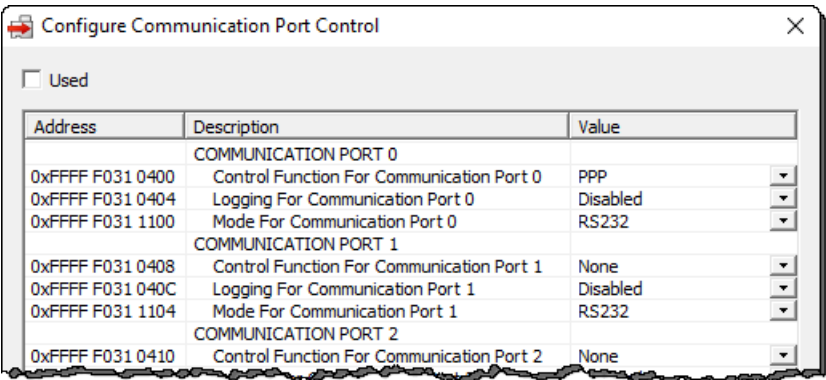 Configure Communication Port Control
Used
Address Description Value
COMMUNICATION PORT 0
0xFFFF F031 0400 Control Function For Communication Port 0 PPP
0xFFFF F031 0404 Logging For Communication Port 0 Disabled
0xFFFF F031 1100 Mode For Communication Port 0 RS232
COMMUNICATION PORT 1
0xFFFF F031 0408 Control Function For Communication Port 1 None
0xFFFF F031 040C Logging For Communication Port 1 Disabled
0xFFFF F031 1104 Mode For Communication Port 1 RS232
COMMUNICATION PORT 2
0xFFFF F031 0410 Control Function For Communication Port 2 None